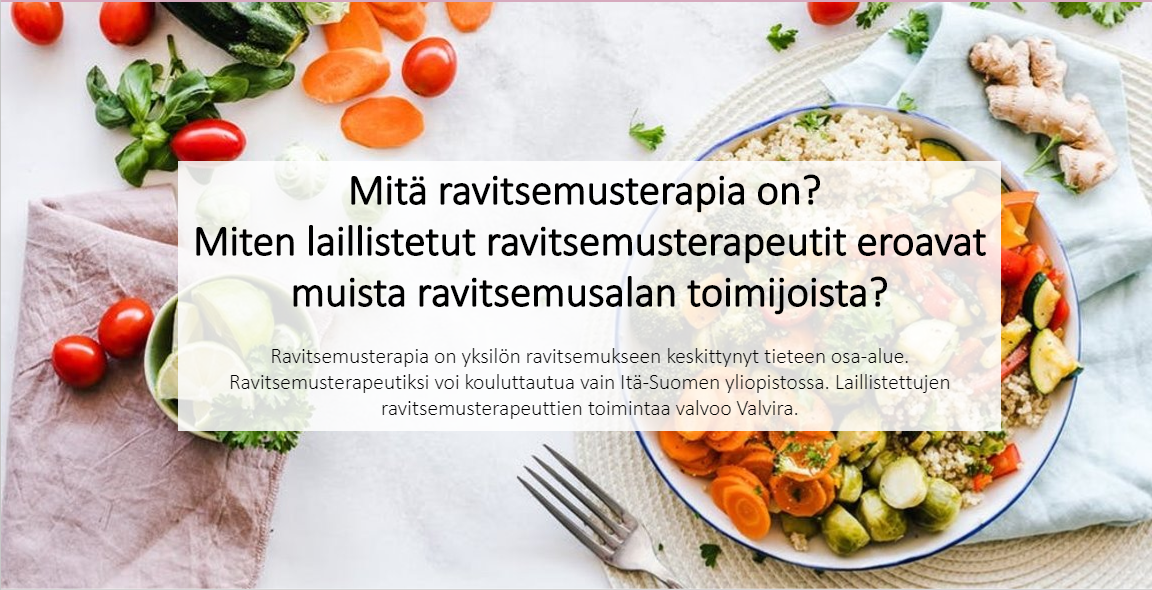 Mitä ravitsemusterapia on?
Miten laillistetut ravitsemusterapeutit eroavat
muista ravitsemusalan toimijoista?
Ravitsemusterapia on yksilön ravitsemukseen keskittynyt tieteen osa-alue.
Ravitsemusterapeutiksi voi kouluttautua vain Itä-Suomen yliopistossa. Laillistettujen
ravitsemusterapeuttien toimintaa valvoo Valvira.